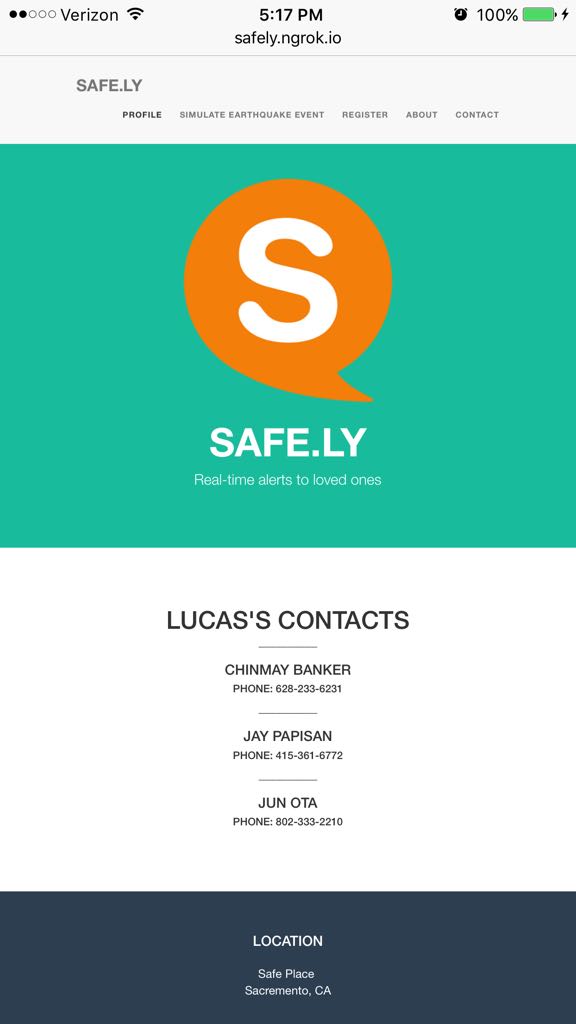 Verizon 5:17 PM 100%
safely.ngrok.io
SAFE.LY
PROFILE SIMULATE EARTHQUAKE EVENT REGISTER ABOUT CONTACT
S
SAFE.LY
Real-time alerts to loved ones
LUCAS'S CONTACTS
CHINMAY BANKER
PHONE: 628-233-6231
JAY PAPISAN
PHONE: 415-361-6772
JUN OTA
PHONE: 802-333-2210
LOCATION
Safe Place
Sacremento, CA